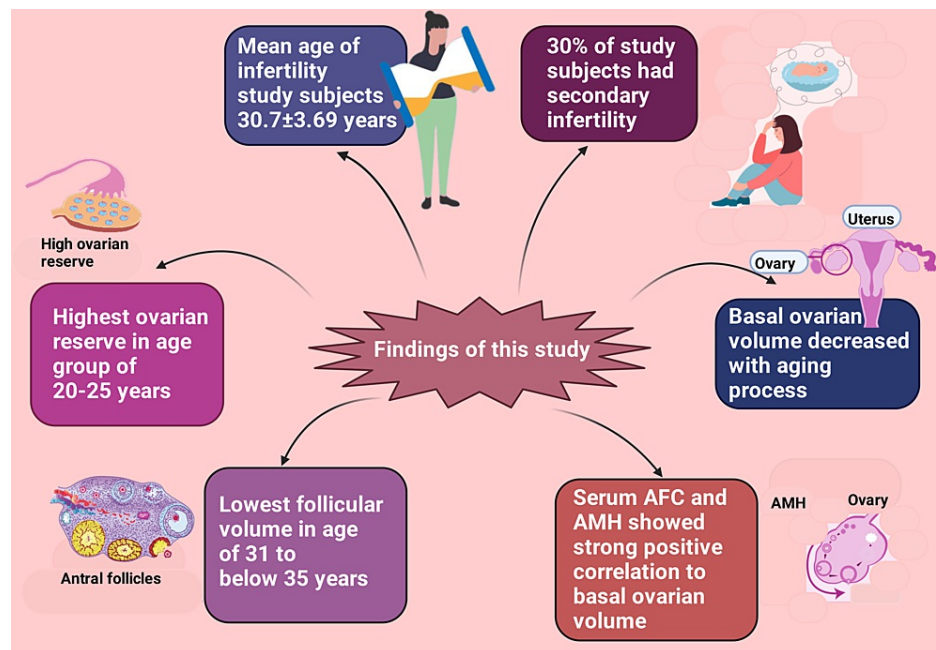 Mean age of
infertility
study subjects
30.7±3.69 years
30% of study
subjects had
secondary
infertility
High ovarian
reserve
Uterus
Ovary
Highest ovarian
reserve in age
group of
20-25 years
Findings of this study
Basal ovarian
volume decreased
with aging
process
Antral follicles
Lowest follicular
volume in age
of 31 to
below 35 years
Serum AFC and
AMH showed
strong positive
correlation to
basal ovarian
volume
AMH
Ovary